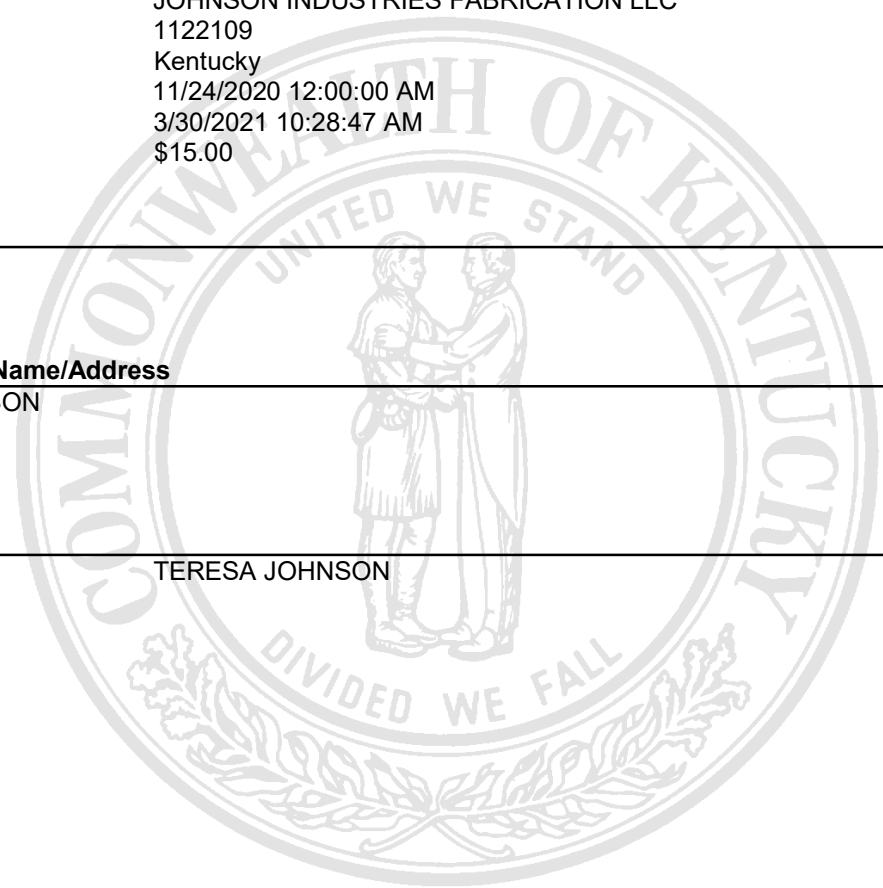 JOHNSON INDUSTRIES FABRICATION LLC
1122109
Kentucky
11/24/2020 12:00:00 AM
3/30/2021 10:28:47 AM
$15.00
COMMONWEALTH OF KENTUCKY
UNITED WE STAND
Name/Address
SON
TERESA JOHNSON
DIVIDED WE FALL